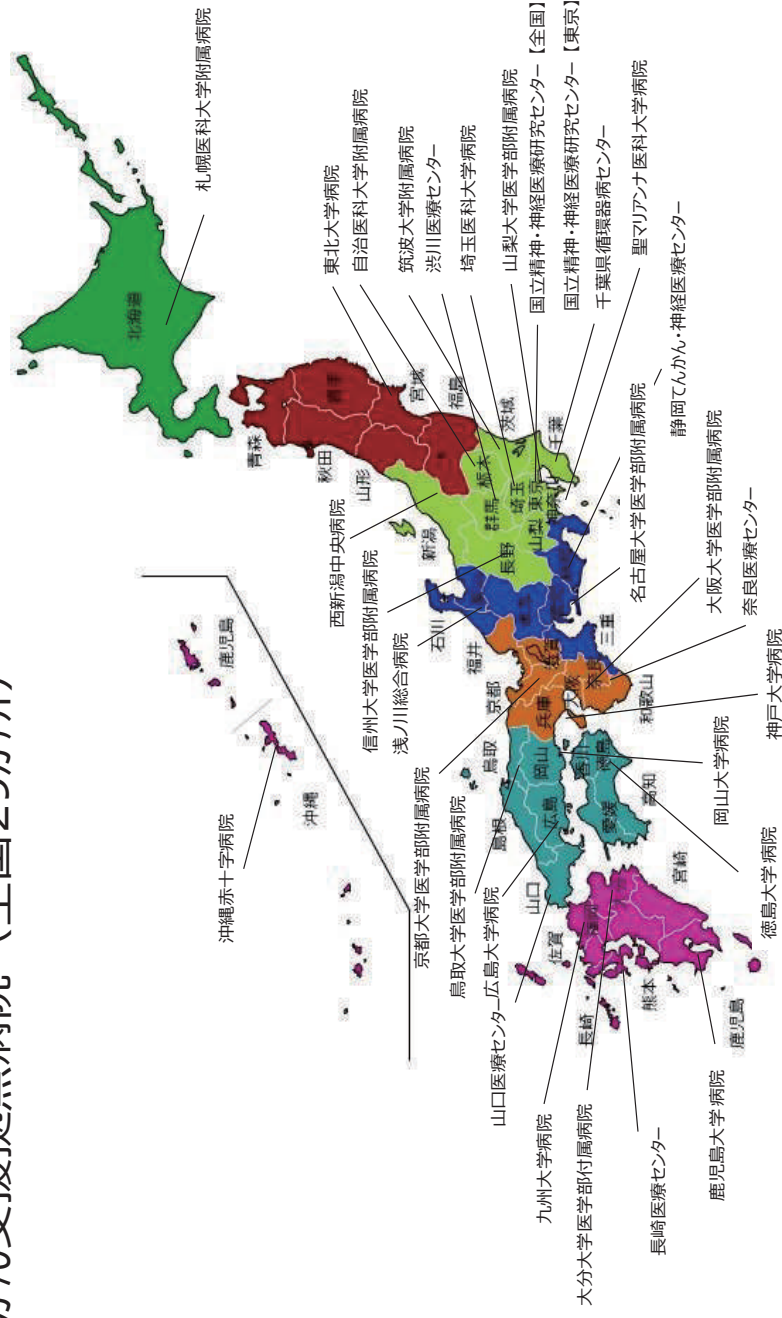 かん支援拠点病院（全国29か所）
札幌医科大学附属病院
東北大学病院
自治医科大学附属病院
筑波大学附属病院
渋川医療センター
埼玉医科大学病院
山梨大学医学部附属病院
国立精神・神経医療研究センター【全国】
国立精神・神経医療研究センター【東京】
千葉県循環器病センター
聖マリアンナ医科大学病院
静岡てんかん・神経医療センター
名古屋大学医学部附属病院
大阪大学医学部附属病院
奈良医療センター
神戸大学病院
岡山大学病院
徳島大学病院
西新潟中央病院
信州大学医学部附属病院
浅ノ川総合病院
京都大学医学部附属病院
鳥取大学医学部附属病院
広島大学病院
山口医療センター
九州大学病院
大分大学医学部付属病院
長崎医療センター
鹿児島大学病院
沖縄赤十字病院
北海道
青森
岩手
秋田
宮城
山形
福島
新潟
栃木
群馬
茨城
埼玉
千葉
東京
神奈
山梨
長野
石川
福井
三重
滋賀
京都
奈良
兵庫
和歌山
鳥取
岡山
島根
広島
山口
香川
徳島
愛媛
高知
佐賀
長崎
熊本
宮崎
鹿児島
鹿児島
沖縄